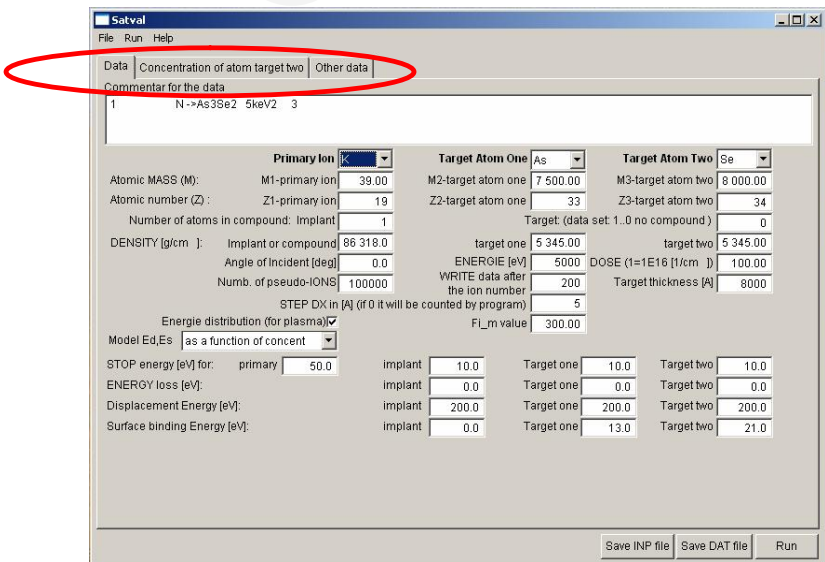 Satval
File Run Help
Data Concentration of atom target two Other data
Commentar for the data
1 N->As3Se2 5keV2 3
Primary Ion K Target Atom One As Target Atom Two Se
Atomic MASS (M): M1-primary ion 39.00 M2-target atom one 7 500.00 M3-target atom two 8 000.00
Atomic number (Z) : Z1-primary ion 19 Z2-target atom one 33 Z3-target atom two 34
Number of atoms in compound: Implant 1 Target: (data set: 1..0 no compound ) 0
DENSITY [g/cm ]: Implant or compound 86 318.0 target one 5 345.00 target two 5 345.00
Angle of Incident [deg] 0.0 ENERGIE [eV] 5000 DOSE (1=1E16 [1/cm ]) 100.00
Numb. of pseudo-IONS 100000 WRITE data after the ion number 200 Target thickness [A] 8000
STEP DX in [A] (if 0 it will be counted by program) 5
Energie distribution (for plasma) Fi_m value 300.00
Model Ed,Es as a function of concent
STOP energy [eV] for: primary 50.0 implant 10.0 Target one 10.0 Target two 10.0
ENERGY loss [eV]: implant 0.0 Target one 0.0 Target two 0.0
Displacement Energy [eV]: implant 200.0 Target one 200.0 Target two 200.0
Surface binding Energy [eV]: implant 0.0 Target one 13.0 Target two 21.0
Save INP file Save DAT file Run